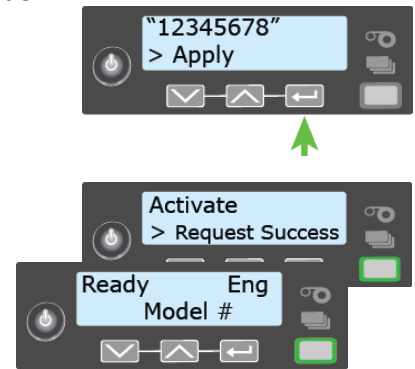 "12345678"
> Apply
Activate
> Request Success
Ready Eng
Model #